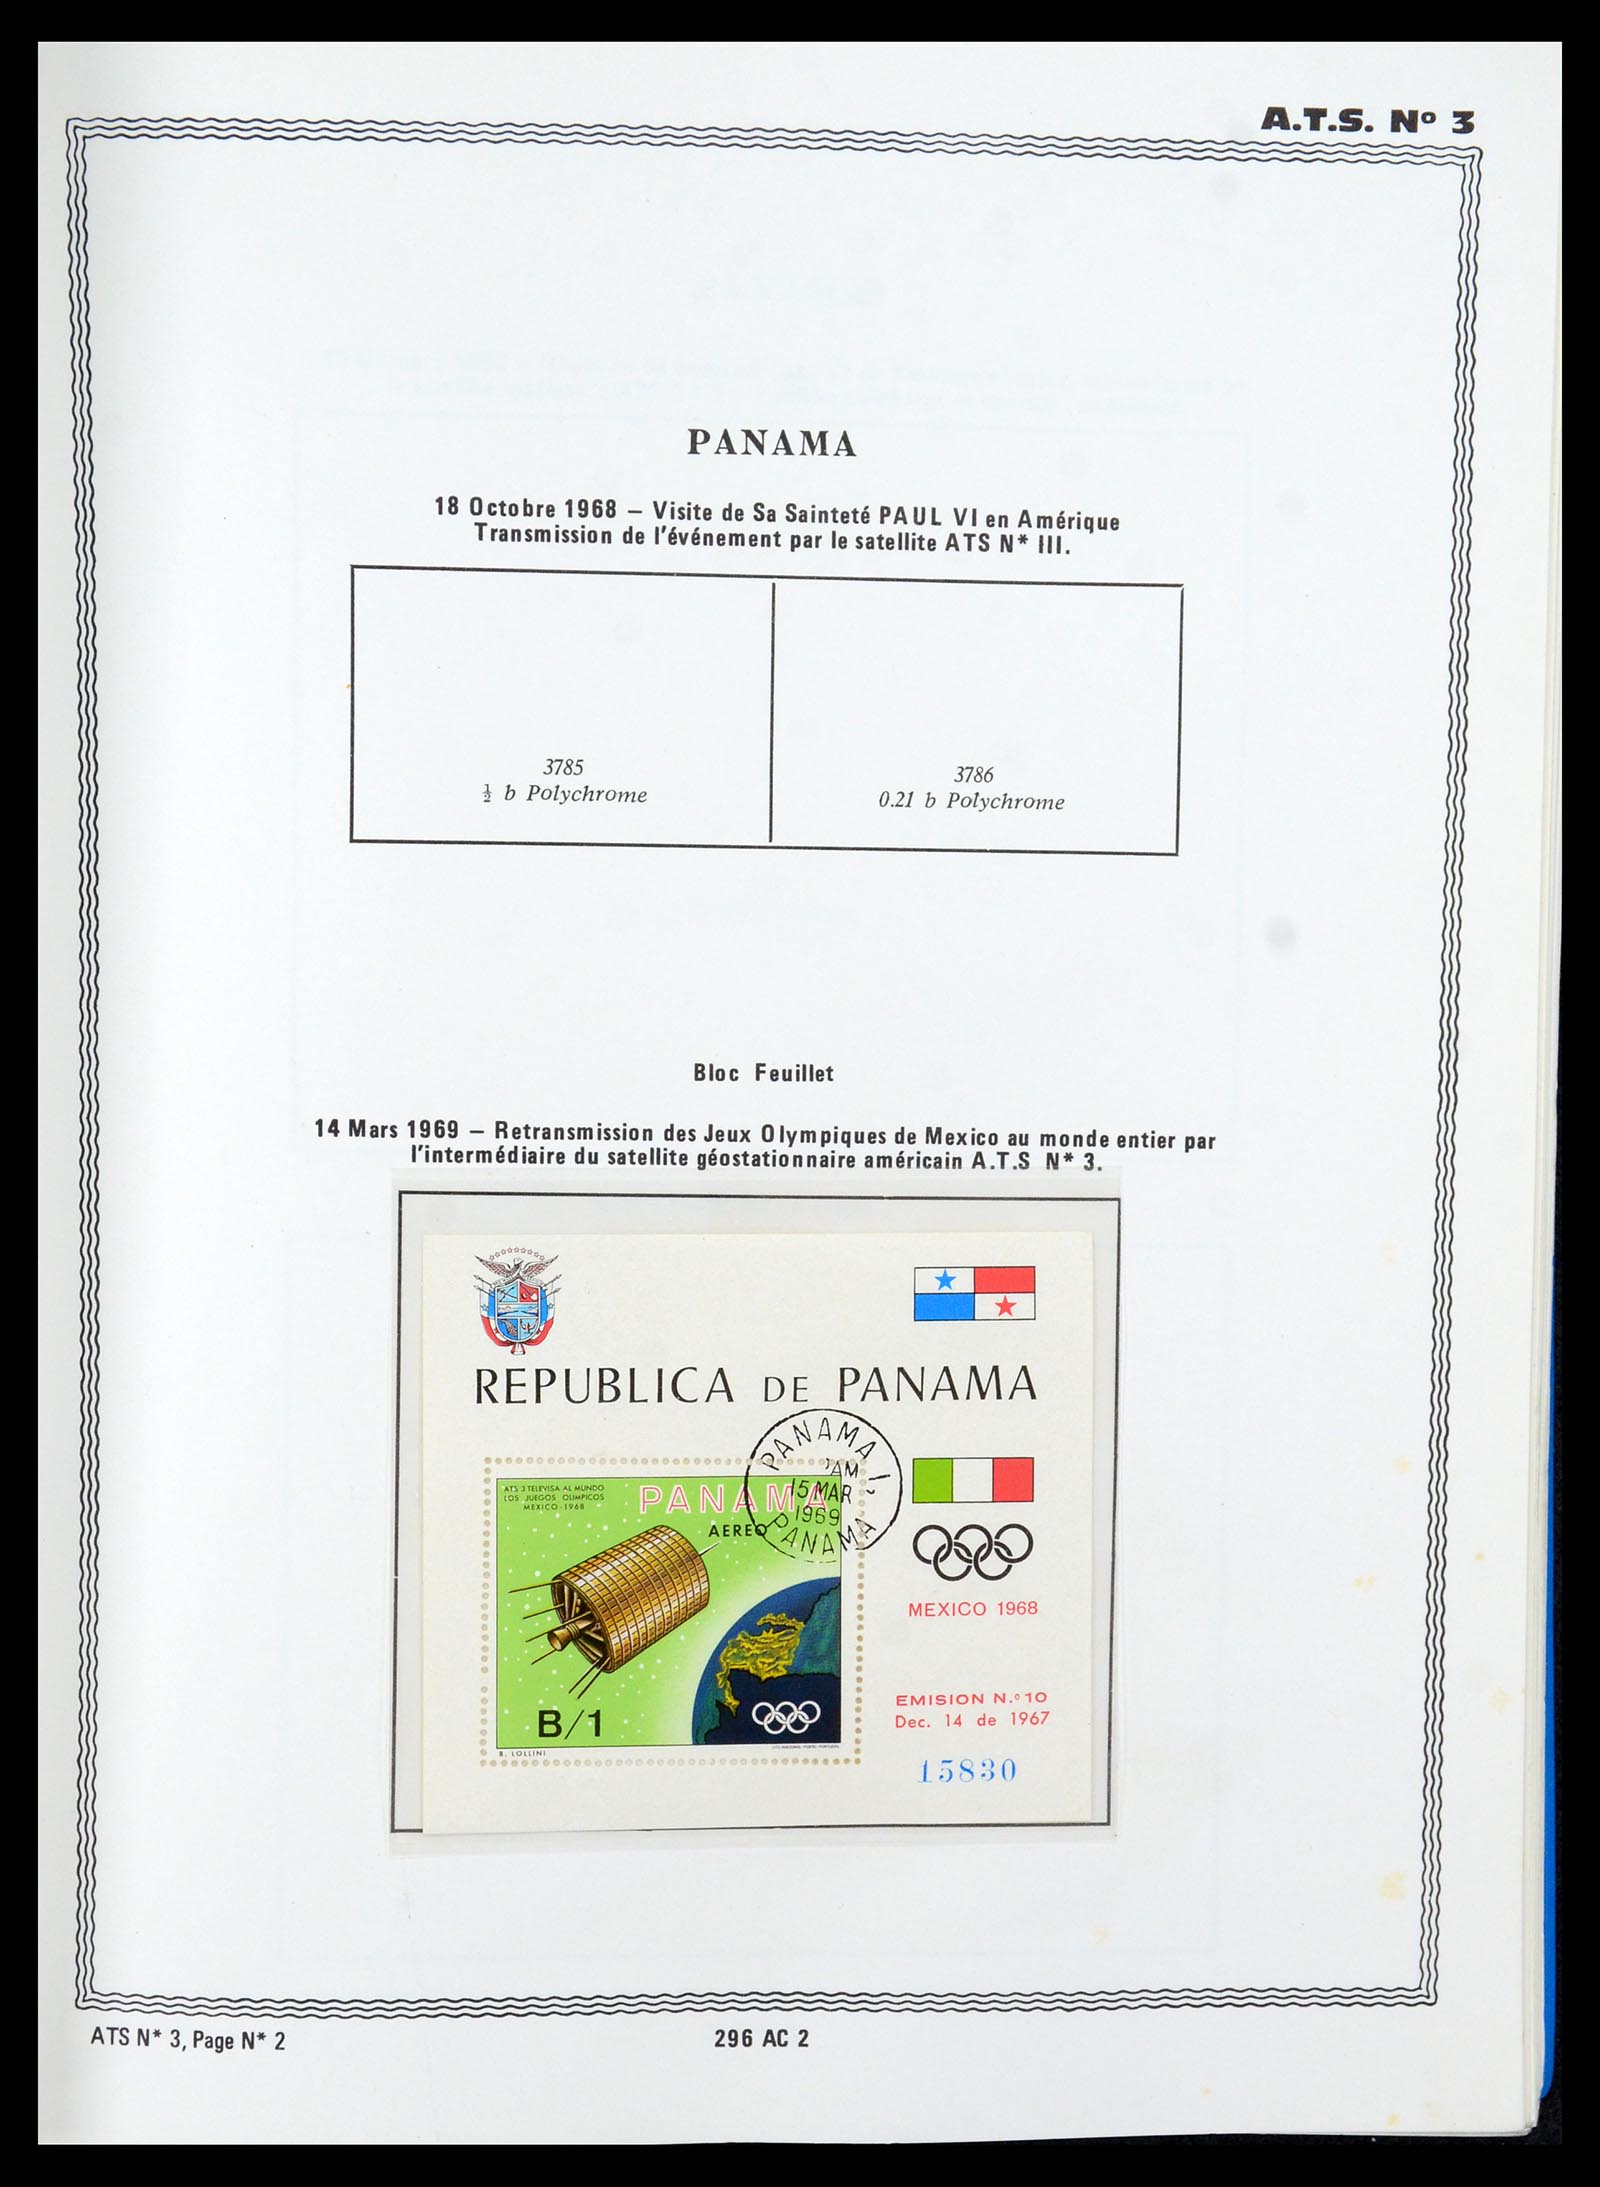 A.T.S. Nº 3
PANAMA
18 Octobre 1968 – Visite de Sa Sainteté PAUL VI en Amérique
Transmission de l'événement par le satellite ATS N* III.
3785
½ b Polychrome
3786
0.21 b Polychrome
Bloc Feuillet
14 Mars 1969 – Retransmission des Jeux Olympiques de Mexico au monde entier par
l'intermédiaire du satellite géostationnaire américain A.T.S N* 3.
REPUBLICA DE PANAMA
PANAMA
AM
15 MAR
1969
PANAMA
ATS 3 TELEVISA AL MUNDO
LOS JUEGOS OLIMPICOS
MEXICO - 1968
PANAMA
AEREO
B/1
B. LOLLINI
MEXICO 1968
EMISION N.º 10
Dec. 14 de 1967
15830
ATS N* 3, Page N* 2
296 AC 2